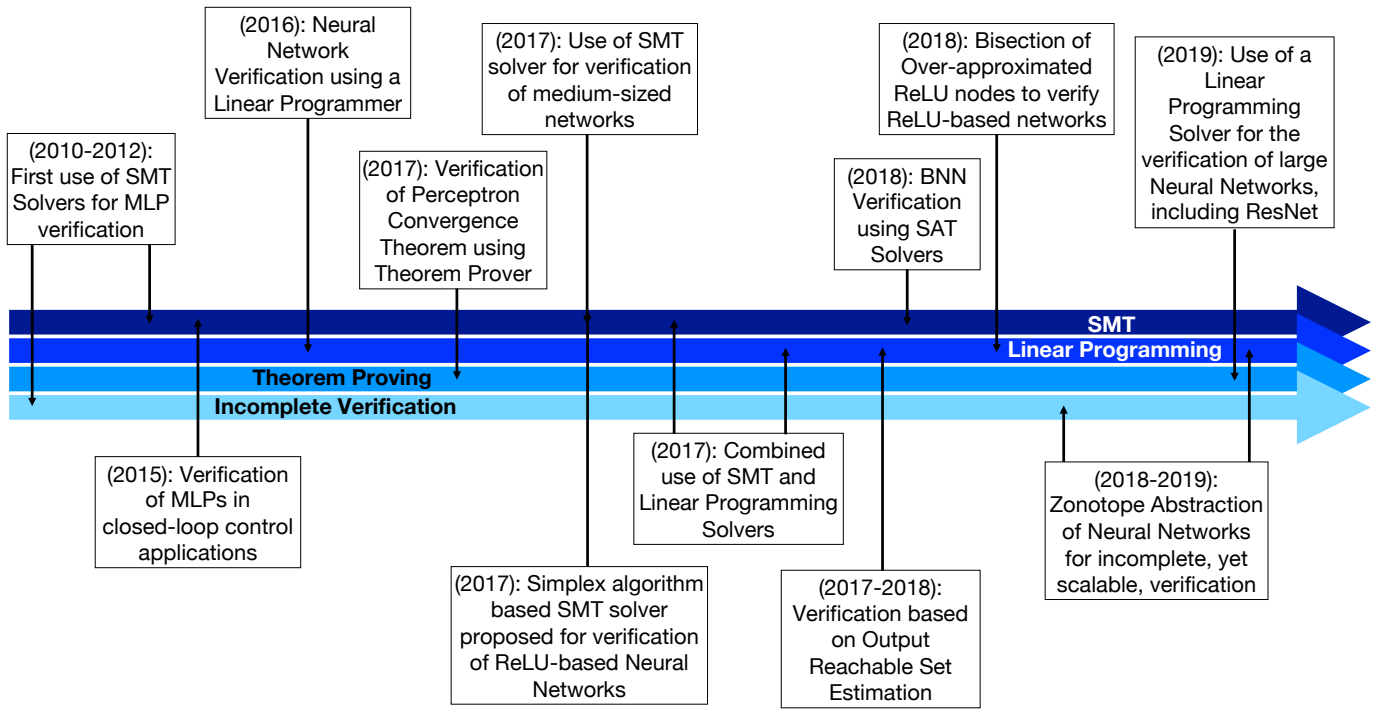 (2010-2012):
First use of SMT
Solvers for MLP
verification
(2016): Neural
Network
Verification using a
Linear Programmer
(2017): Verification
of Perceptron
Convergence
Theorem using
Theorem Prover
(2017): Use of SMT
solver for verification
of medium-sized
networks
(2018): BNN
Verification
using SAT
Solvers
(2018): Bisection of
Over-approximated
ReLU nodes to verify
ReLU-based networks
(2019): Use of a
Linear
Programming
Solver for the
verification of large
Neural Networks,
including ResNet
SMT
Linear Programming
Theorem Proving
Incomplete Verification
(2015): Verification
of MLPs in
closed-loop control
applications
(2017): Simplex algorithm
based SMT solver
proposed for verification
of ReLU-based Neural
Networks
(2017): Combined
use of SMT and
Linear Programming
Solvers
(2017-2018):
Verification based
on Output
Reachable Set
Estimation
(2018-2019):
Zonotope Abstraction
of Neural Networks
for incomplete, yet
scalable, verification